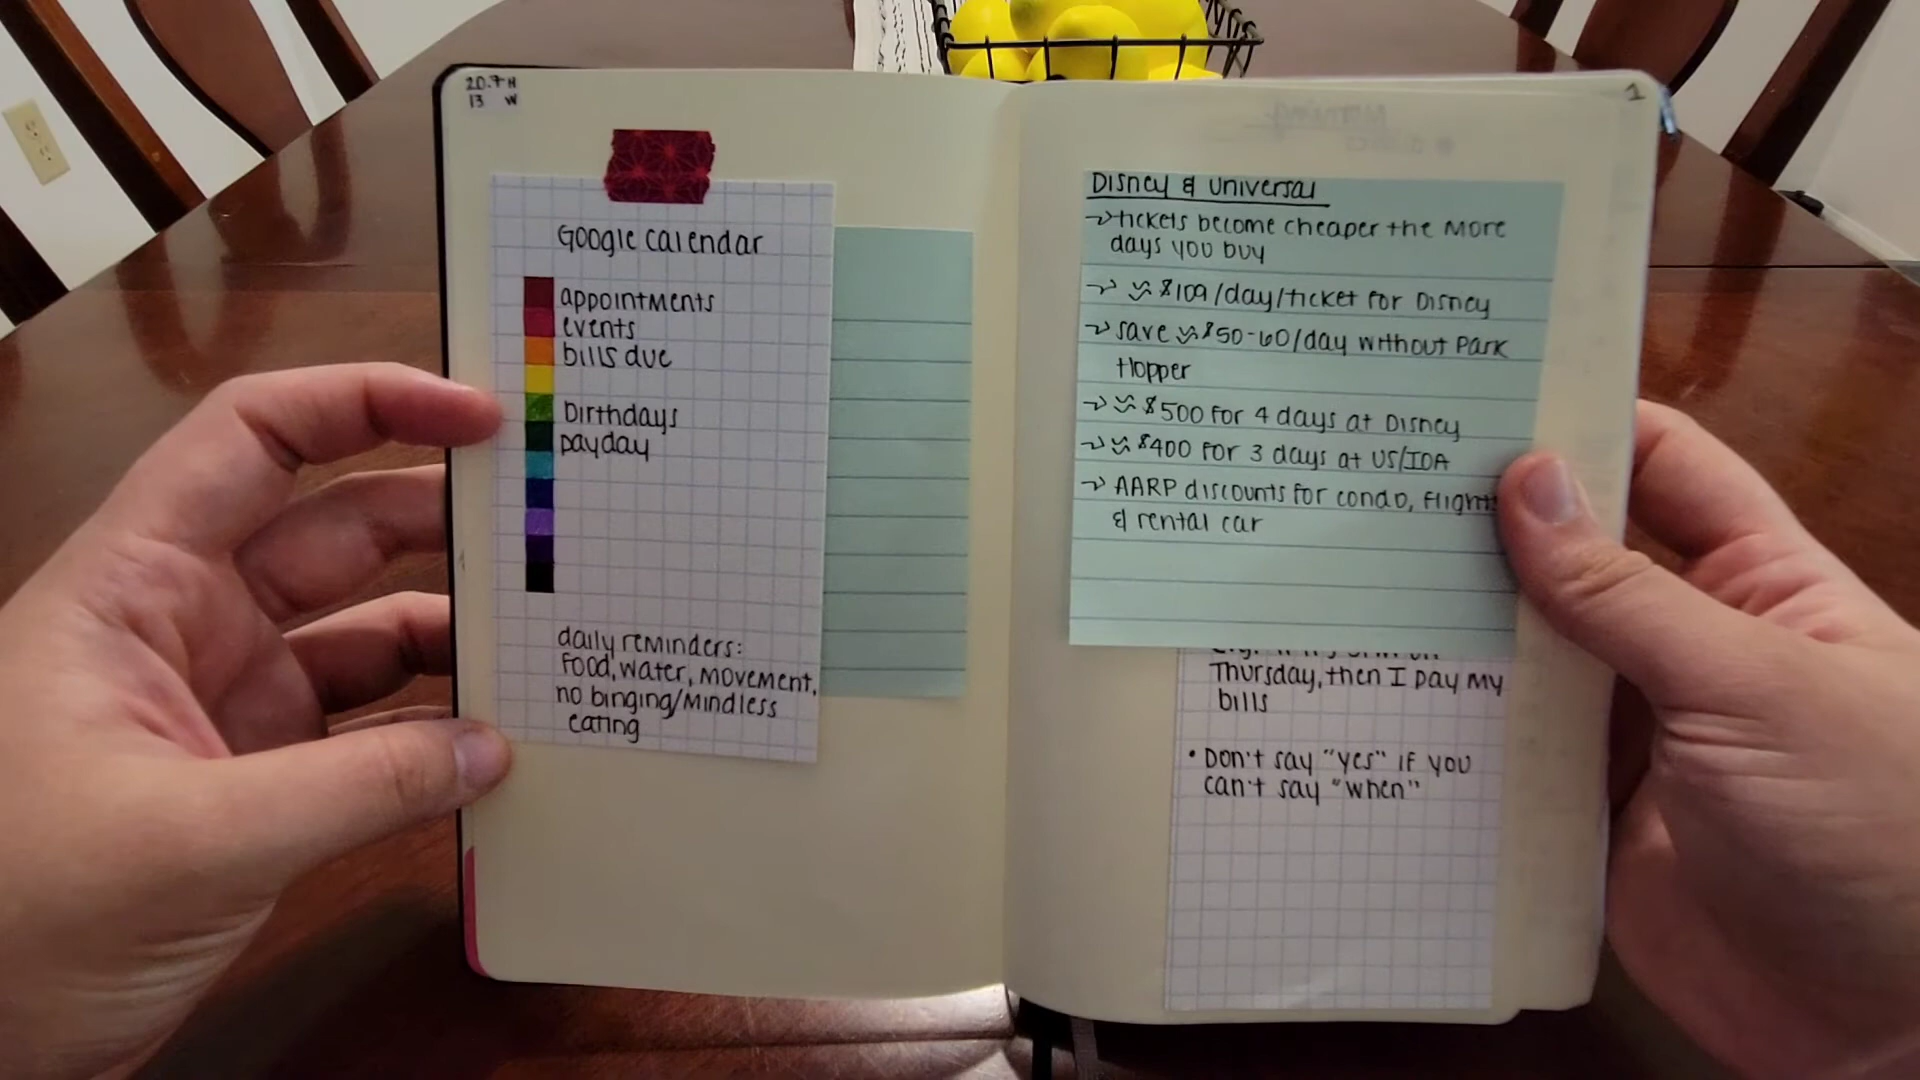 20.7 H
13 W
Google calendar
appointments
events
bills due
birthdays
payday
daily reminders:
food, water, movement,
no binging/mindless
eating
1
Disney & Universal
→ tickets become cheaper the more
days you buy
→ ≈ $109/day/ticket for Disney
→ save ≈ $50-60/day without Park
Hopper
→ ≈ $500 for 4 days at Disney
→ ≈ $400 for 3 days at US/IOA
→ AARP discounts for condo, flights
& rental car
Thursday, then I pay my
bills
• Don't say "yes" if you
can't say "when"